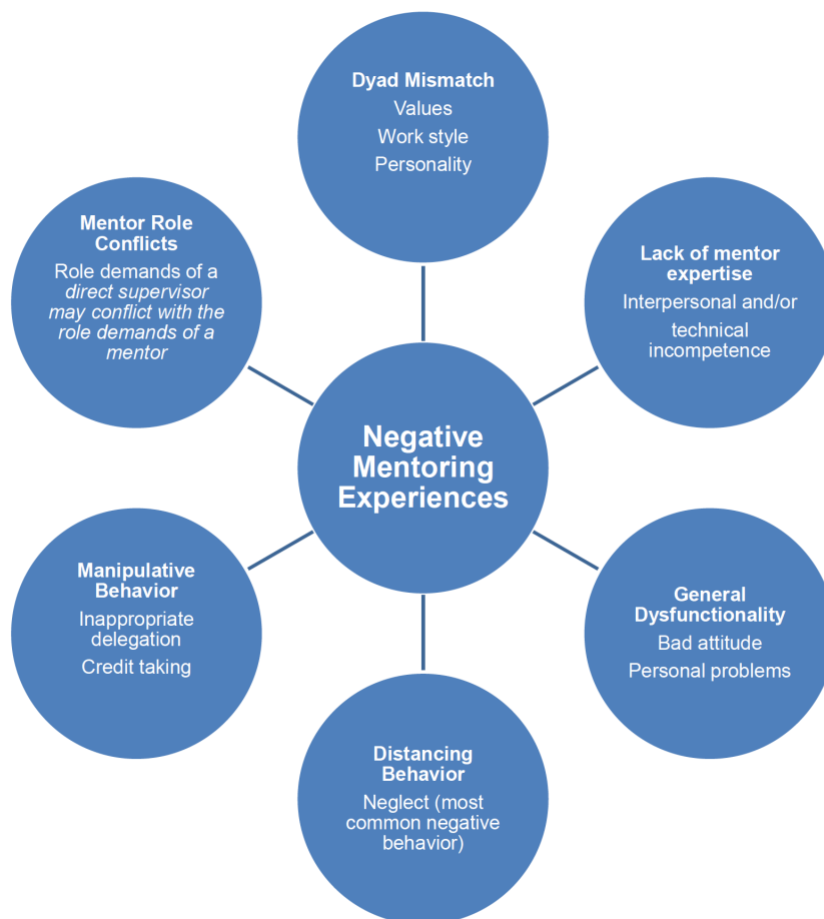 Dyad Mismatch
Values
Work style
Personality
Mentor Role
Conflicts
Role demands of a
direct supervisor
may conflict with the
role demands of a
mentor
Lack of mentor
expertise
Interpersonal and/or
technical
incompetence
Negative
Mentoring
Experiences
Manipulative
Behavior
Inappropriate
delegation
Credit taking
General
Dysfunctionality
Bad attitude
Personal problems
Distancing
Behavior
Neglect (most
common negative
behavior)